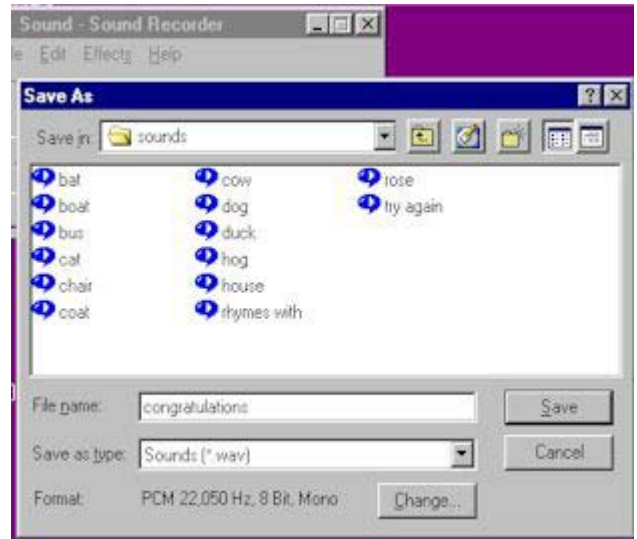 Sound - Sound Recorder
Edit Effects Help
Save As
Save in: sounds
bat cow rose
boat dog try again
bus duck
cat hog
chair house
coat rhymes with
File name: congratulations Save
Save as type: Sounds (*.wav) Cancel
Format: PCM 22,050 Hz, 8 Bit, Mono Change...